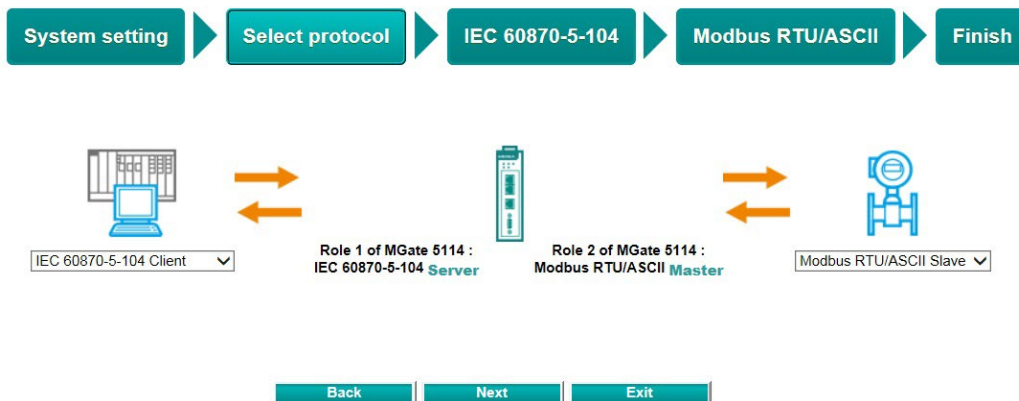 System setting
Select protocol
IEC 60870-5-104
Modbus RTU/ASCII
Finish
Role 1 of MGate 5114 :
IEC 60870-5-104 Server
Role 2 of MGate 5114 :
Modbus RTU/ASCII Master
IEC 60870-5-104 Client
Modbus RTU/ASCII Slave
Back
Next
Exit